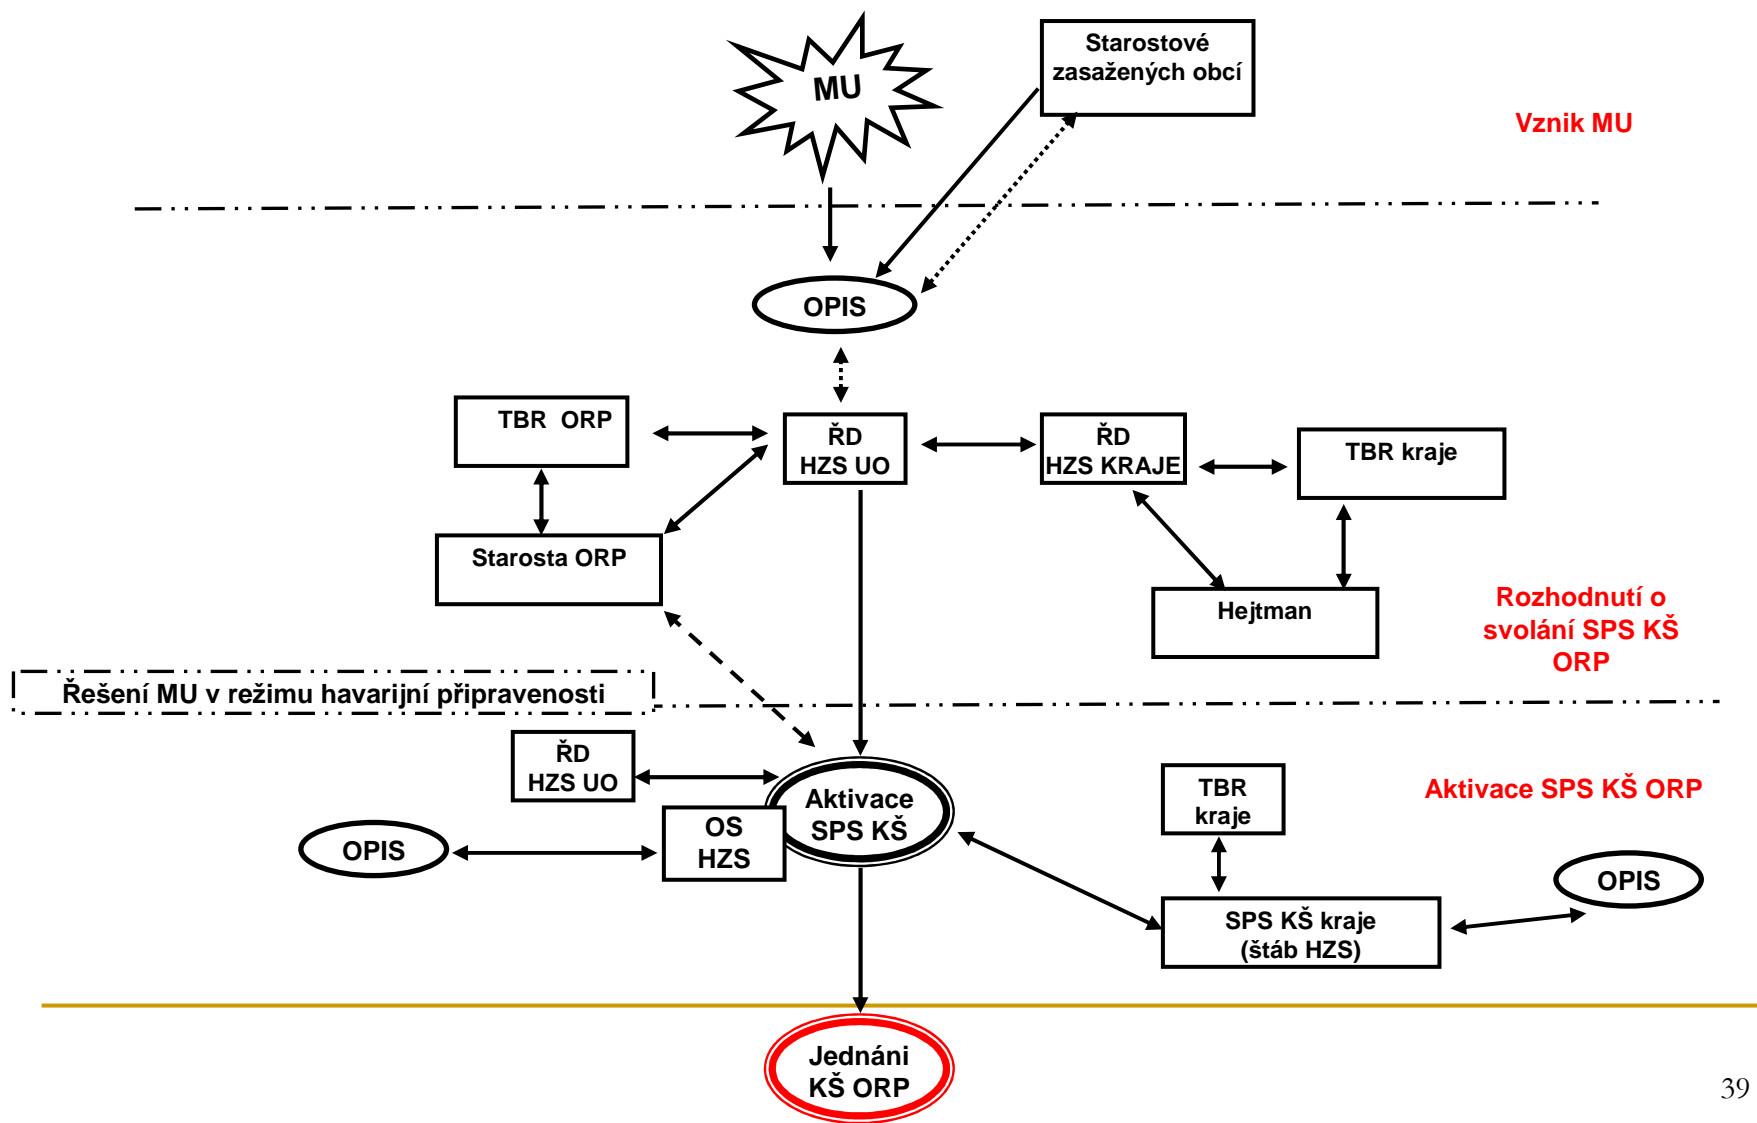 Starostové
zasažených obcí
MU
Vznik MU
OPIS
TBR ORP
ŘD
HZS UO
ŘD
HZS KRAJE
TBR kraje
Starosta ORP
Hejtman
Rozhodnutí o
svolání SPS KŠ
ORP
Řešení MU v režimu havarijní připravenosti
ŘD
HZS UO
Aktivace
SPS KŠ
TBR
kraje
Aktivace SPS KŠ ORP
OS
HZS
OPIS
OPIS
SPS KŠ kraje
(štáb HZS)
Jednáni
KŠ ORP
39